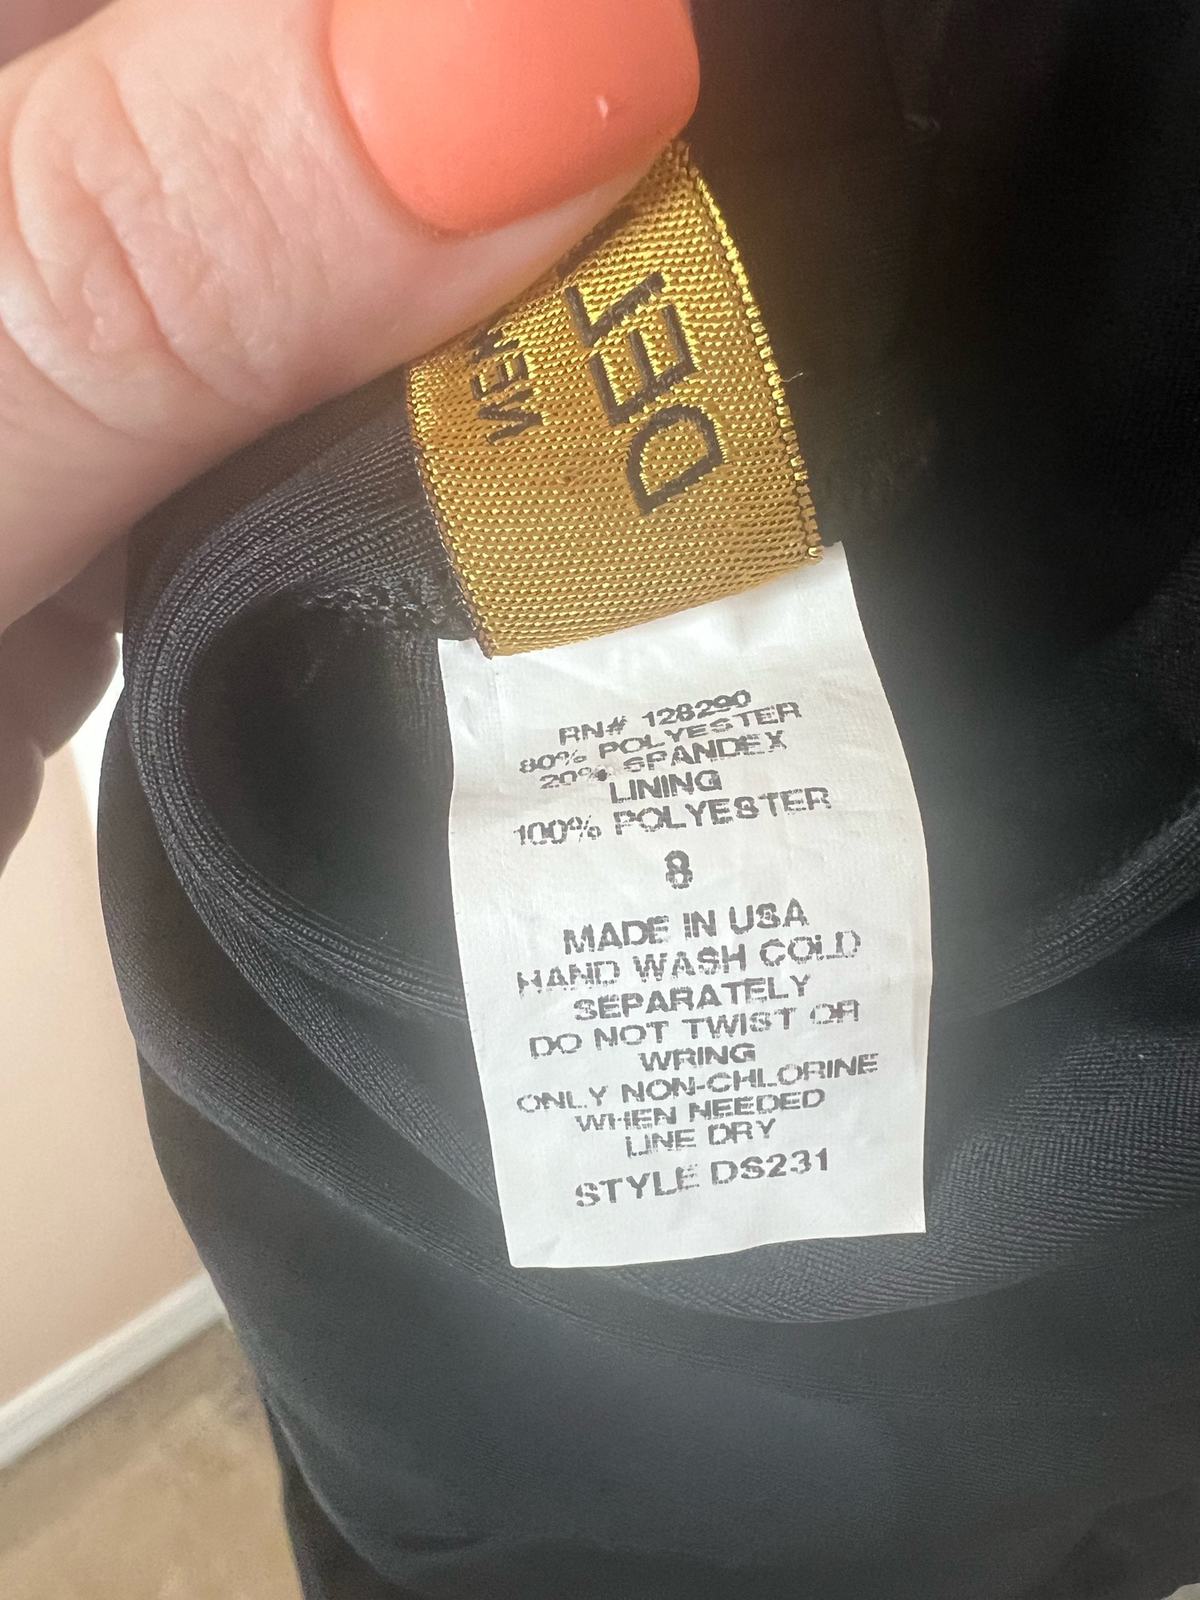 DE
NEW
RN# 128290
80% POLYESTER
20% SPANDEX
LINING
100% POLYESTER
8
MADE IN USA
HAND WASH COLD
SEPARATELY
DO NOT TWIST OR
WRING
ONLY NON-CHLORINE
WHEN NEEDED
LINE DRY
STYLE DS231